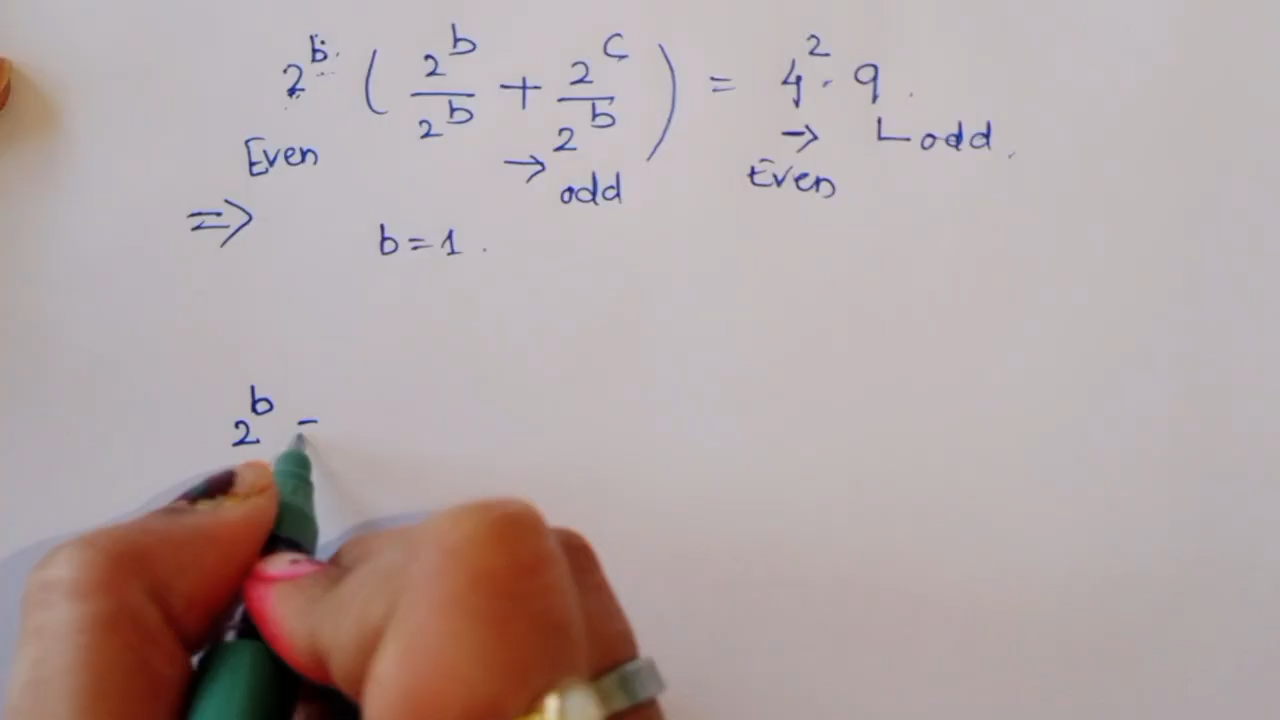 2^b ( 2^b/2^b + 2^c/2^b ) = 4^2 · 9.
Even → odd → Even odd.
⇒ b = 1.
2^b =